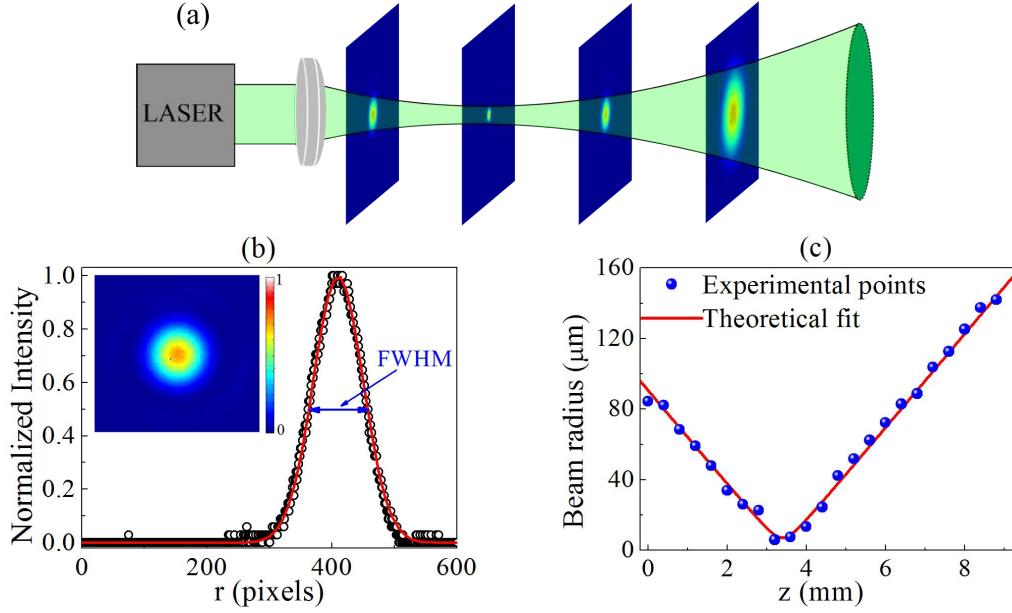 (a)
LASER
(b)
1.0
0.8
0.6
0.4
0.2
0.0
Normalized Intensity
1
0
FWHM
0 200 400 600
r (pixels)
(c)
160
120
80
40
0
Beam radius (μm)
Experimental points
Theoretical fit
0 2 4 6 8
z (mm)